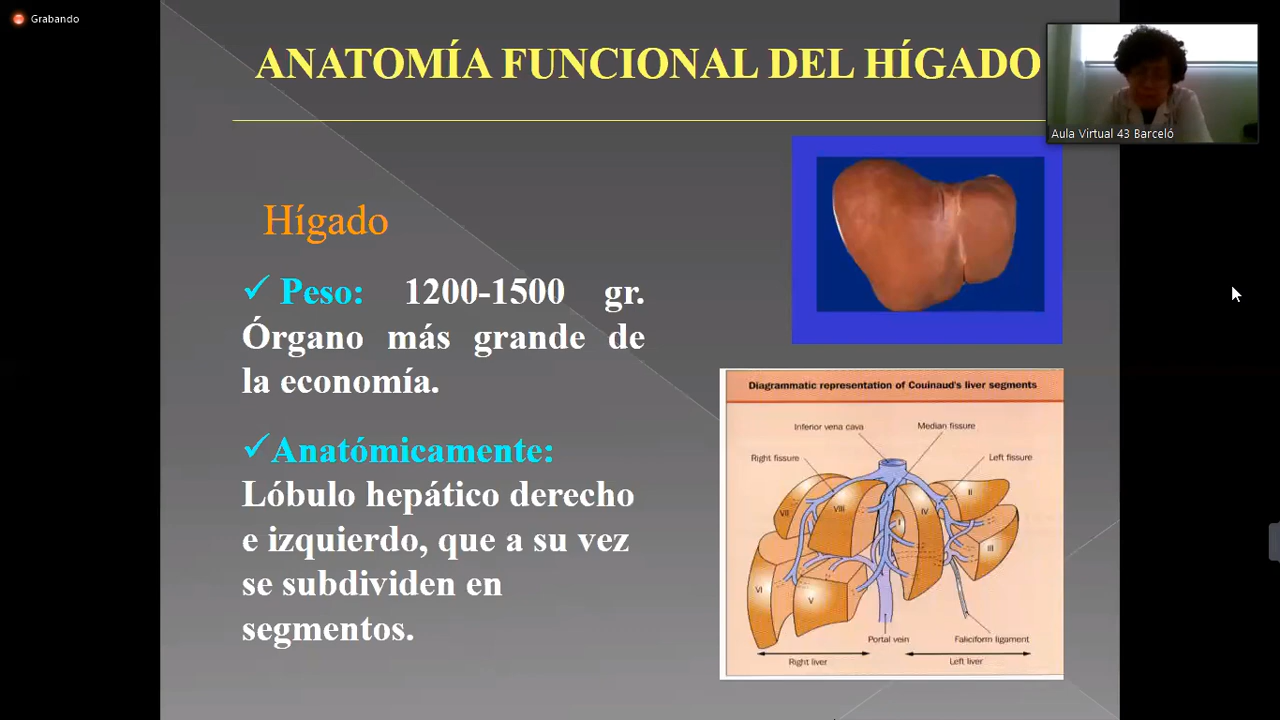 Grabando
ANATOMÍA FUNCIONAL DEL HÍGADO
Aula Virtual 43 Barceló
Hígado
✓ Peso: 1200-1500 gr.
Órgano más grande de
la economía.
✓Anatómicamente:
Lóbulo hepático derecho
e izquierdo, que a su vez
se subdividen en
segmentos.
Diagrammatic representation of Couinaud's liver segments
Inferior vena cava
Median fissure
Right fissure
Left fissure
II
VII
VIII
IV
I
III
VI
V
Portal vein
Faliciform ligament
Right liver
Left liver